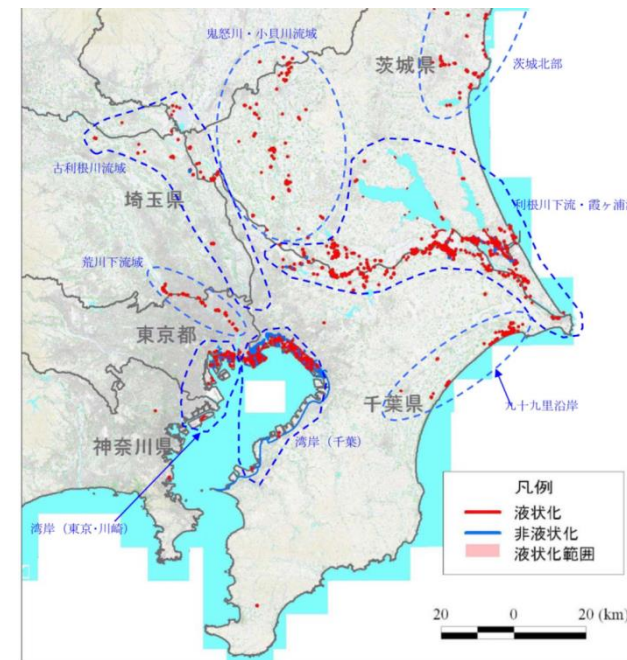 鬼怒川・小貝川流域
茨城県
茨城北部
古利根川流域
埼玉県
利根川下流・霞ヶ浦
荒川下流域
東京都
千葉県
九十九里沿岸
神奈川県
湾岸（千葉）
湾岸（東京・川崎）
凡例
液状化
非液状化
液状化範囲
20 0 20 (km)